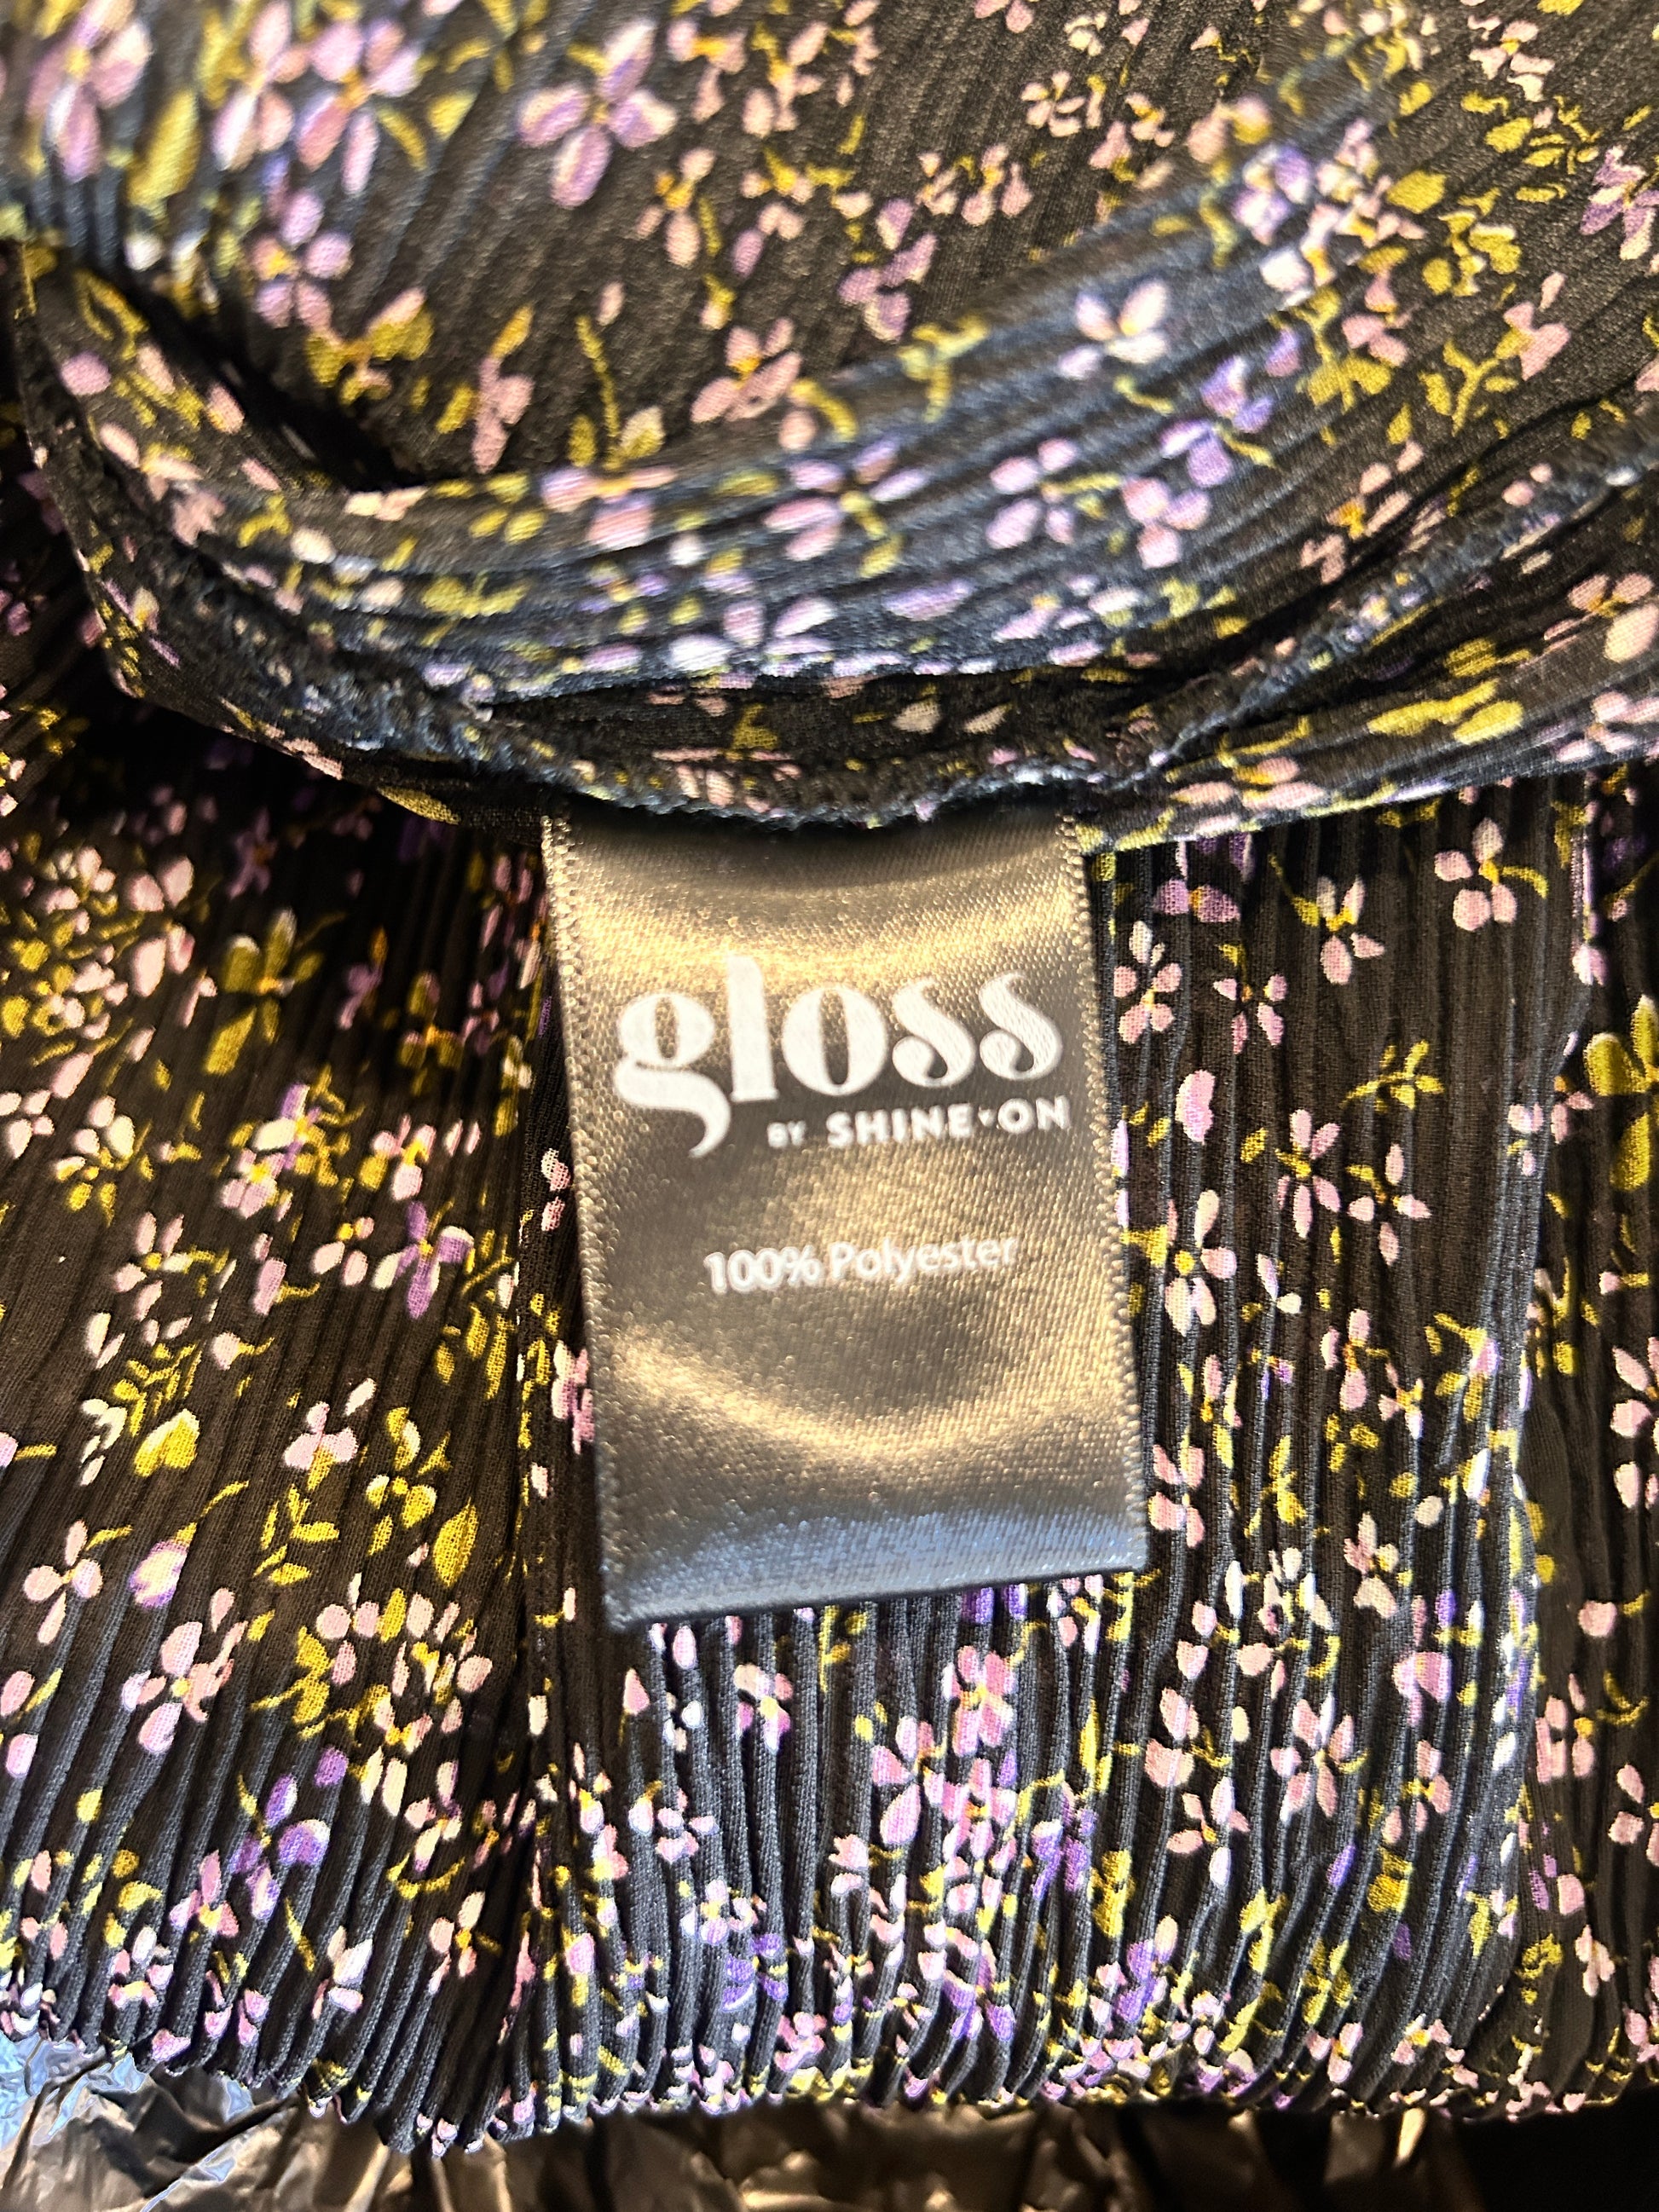 gloss
BY SHINE•ON
100% Polyester